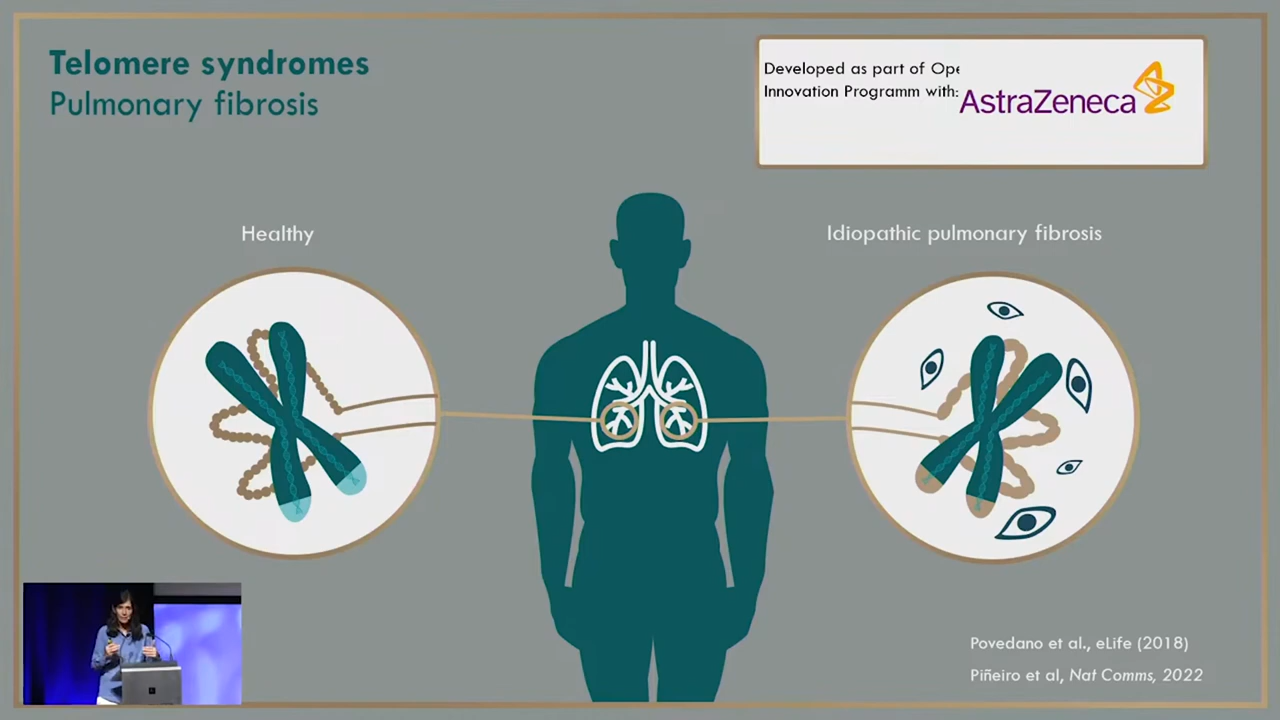 Telomere syndromes
Pulmonary fibrosis
Developed as part of Ope
Innovation Programm with:
AstraZeneca
Healthy
Idiopathic pulmonary fibrosis
Povedano et al., eLife (2018)
Piñeiro et al, Nat Comms, 2022